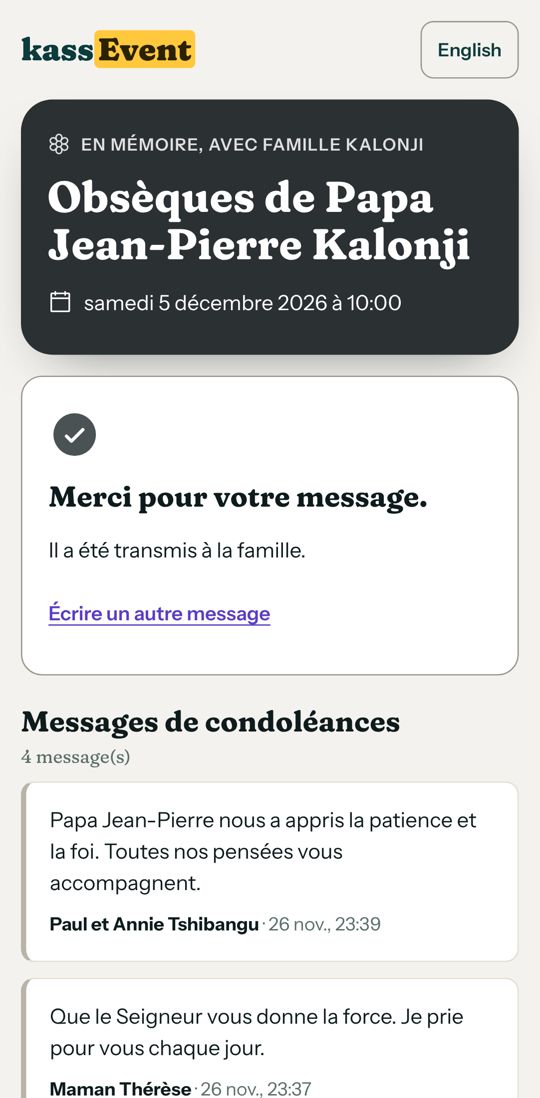 kassEvent
English
EN MÉMOIRE, AVEC FAMILLE KALONJI
Obsèques de Papa
Jean-Pierre Kalonji
samedi 5 décembre 2026 à 10:00
Merci pour votre message.
Il a été transmis à la famille.
Écrire un autre message
Messages de condoléances
4 message(s)
Papa Jean-Pierre nous a appris la patience et
la foi. Toutes nos pensées vous
accompagnent.
Paul et Annie Tshibangu · 26 nov., 23:39
Que le Seigneur vous donne la force. Je prie
pour vous chaque jour.
Maman Thérèse · 26 nov., 23:37